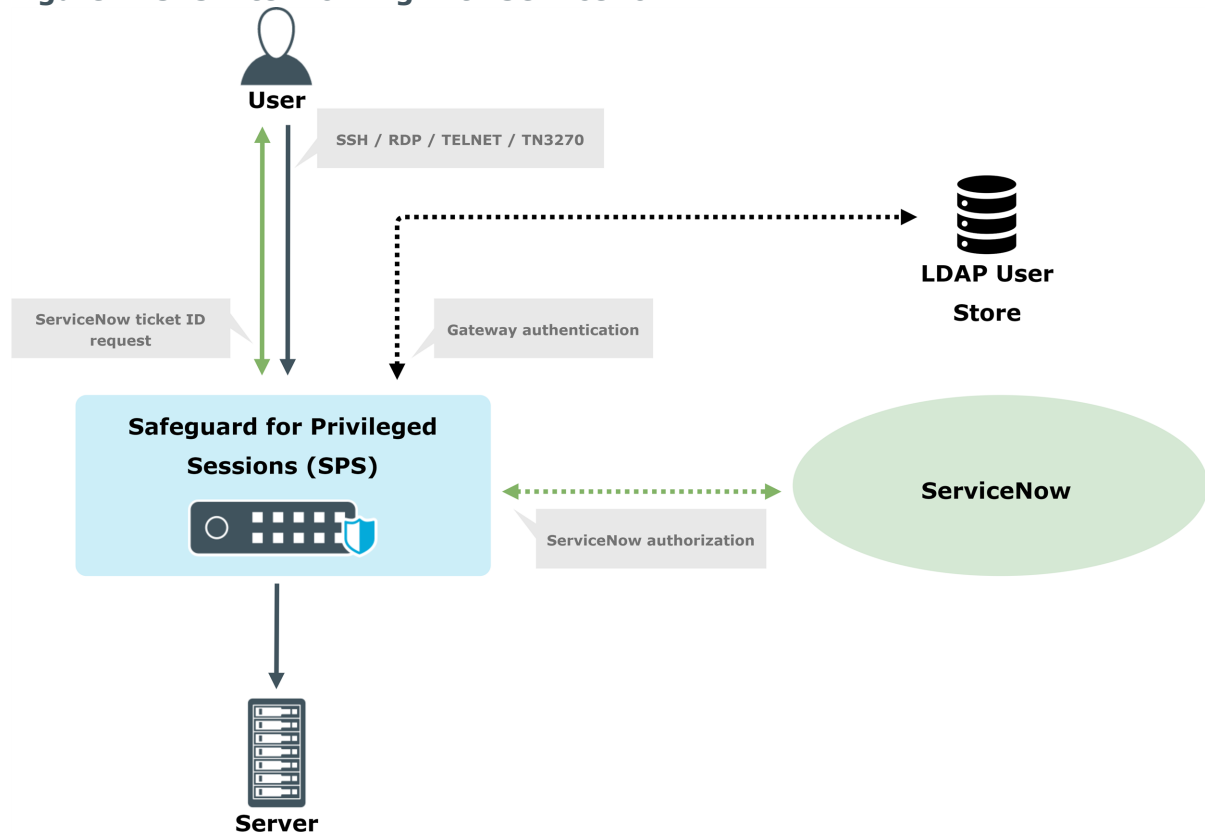 User
SSH / RDP / TELNET / TN3270
LDAP User
Store
ServiceNow ticket ID
request
Gateway authentication
Safeguard for Privileged
Sessions (SPS)
ServiceNow
ServiceNow authorization
Server